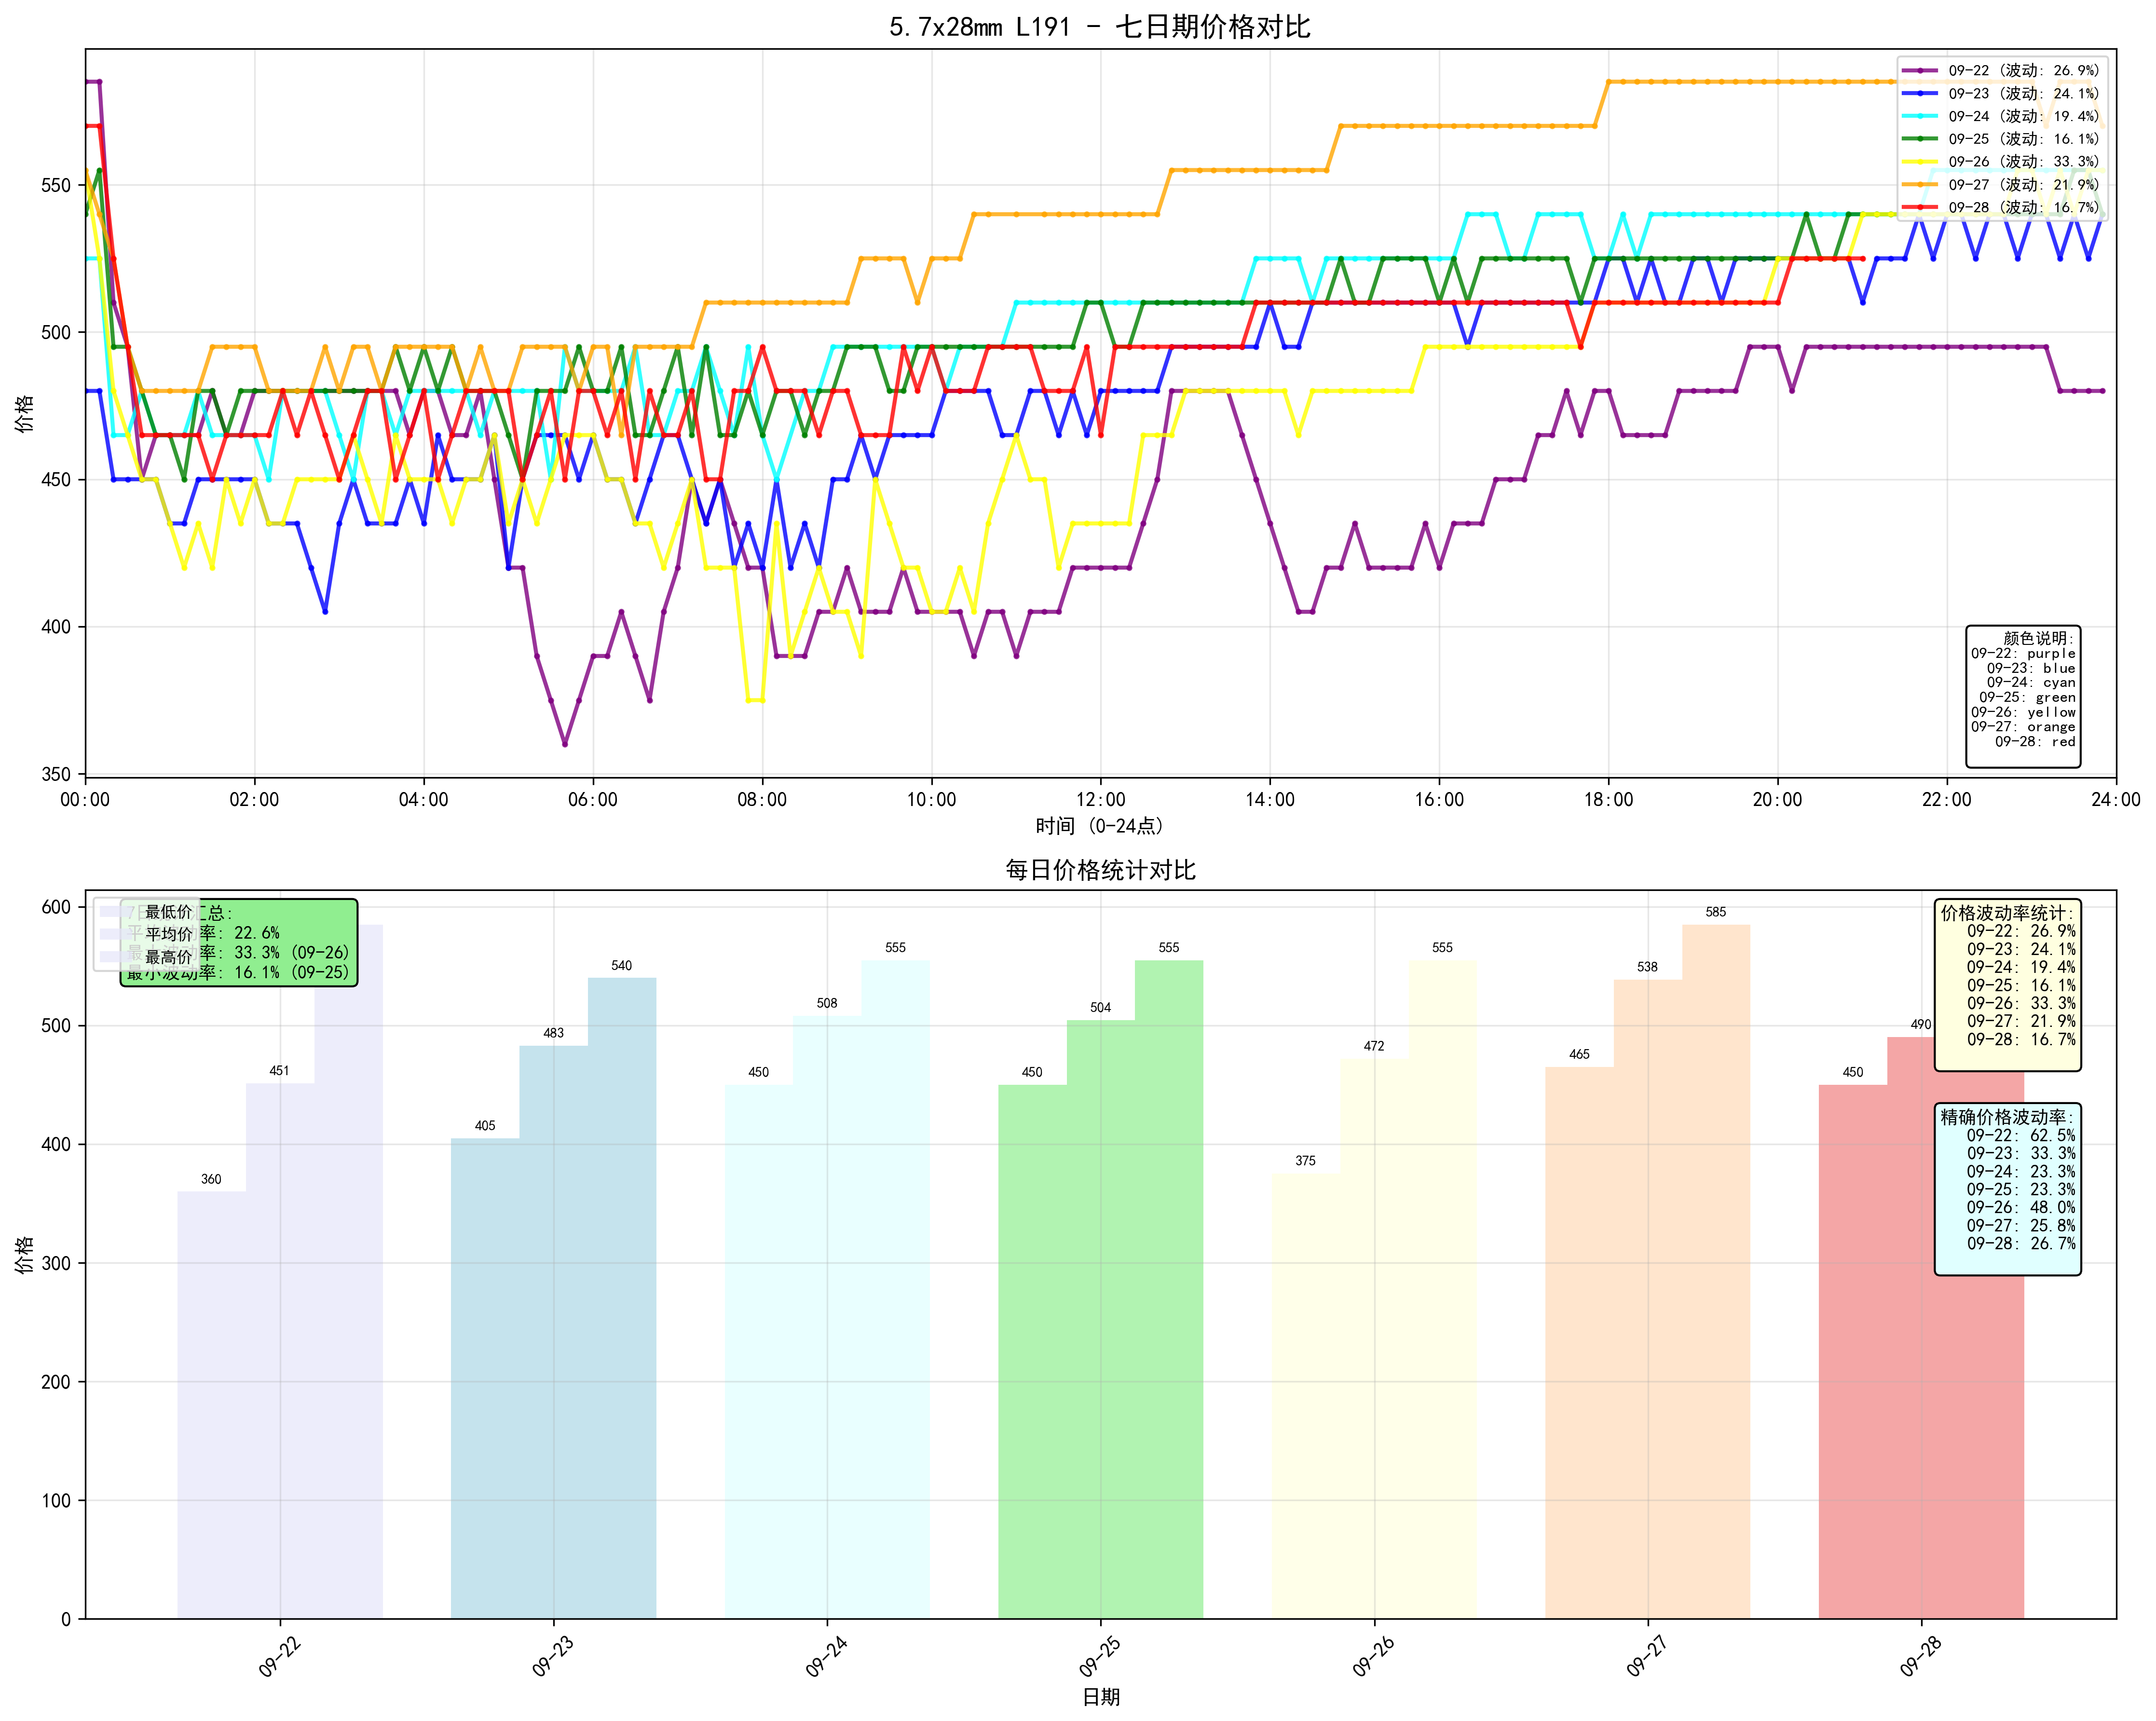 5.7x28mm L191 - 七日期价格对比
价格
550
500
450
400
350
09-22 (波动: 26.9%)
09-23 (波动: 24.1%)
09-24 (波动: 19.4%)
09-25 (波动: 16.1%)
09-26 (波动: 33.3%)
09-27 (波动: 21.9%)
09-28 (波动: 16.7%)
颜色说明:
09-22: purple
09-23: blue
09-24: cyan
09-25: green
09-26: yellow
09-27: orange
09-28: red
00:00 02:00 04:00 06:00 08:00 10:00 12:00 14:00 16:00 18:00 20:00 22:00 24:00
时间 (0-24点)
每日价格统计对比
价格
600
500
400
300
200
100
0
最低价
平均价
最高价
汇总:
率: 22.6%
率: 33.3% (09-26)
最小波动率: 16.1% (09-25)
360 451
405 483 540
450 508 555
450 504 555
375 472 555
465 538 585
450 490
价格波动率统计:
09-22: 26.9%
09-23: 24.1%
09-24: 19.4%
09-25: 16.1%
09-26: 33.3%
09-27: 21.9%
09-28: 16.7%
精确价格波动率:
09-22: 62.5%
09-23: 33.3%
09-24: 23.3%
09-25: 23.3%
09-26: 48.0%
09-27: 25.8%
09-28: 26.7%
09-22 09-23 09-24 09-25 09-26 09-27 09-28
日期